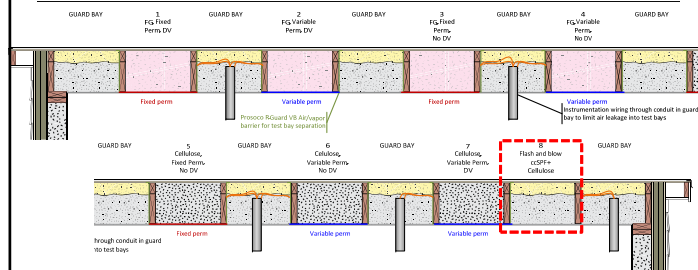 GUARD BAY
1
FG, Fixed
Perm, DV
GUARD BAY
2
FG, Variable
Perm, DV
GUARD BAY
3
FG, Fixed
Perm,
No DV
GUARD BAY
4
FG, Variable
Perm,
No DV
GUARD BAY
Fixed perm
Variable perm
Fixed perm
Variable perm
Prosoco RGuard VB Air/vapor
barrier for test bay separation
Instrumentation wiring through conduit in guard
bay to limit air leakage into test bays
GUARD BAY
5
Cellulose,
Fixed Perm,
No DV
GUARD BAY
6
Celulose,
Variable Perm,
No DV
GUARD BAY
7
Cellulose,
Variable Perm,
DV
8
Flash and blow
ccSPF+
Cellulose
GUARD BAY
Fixed perm
Variable perm
Variable perm
hrough conduit in guard
nto test bays